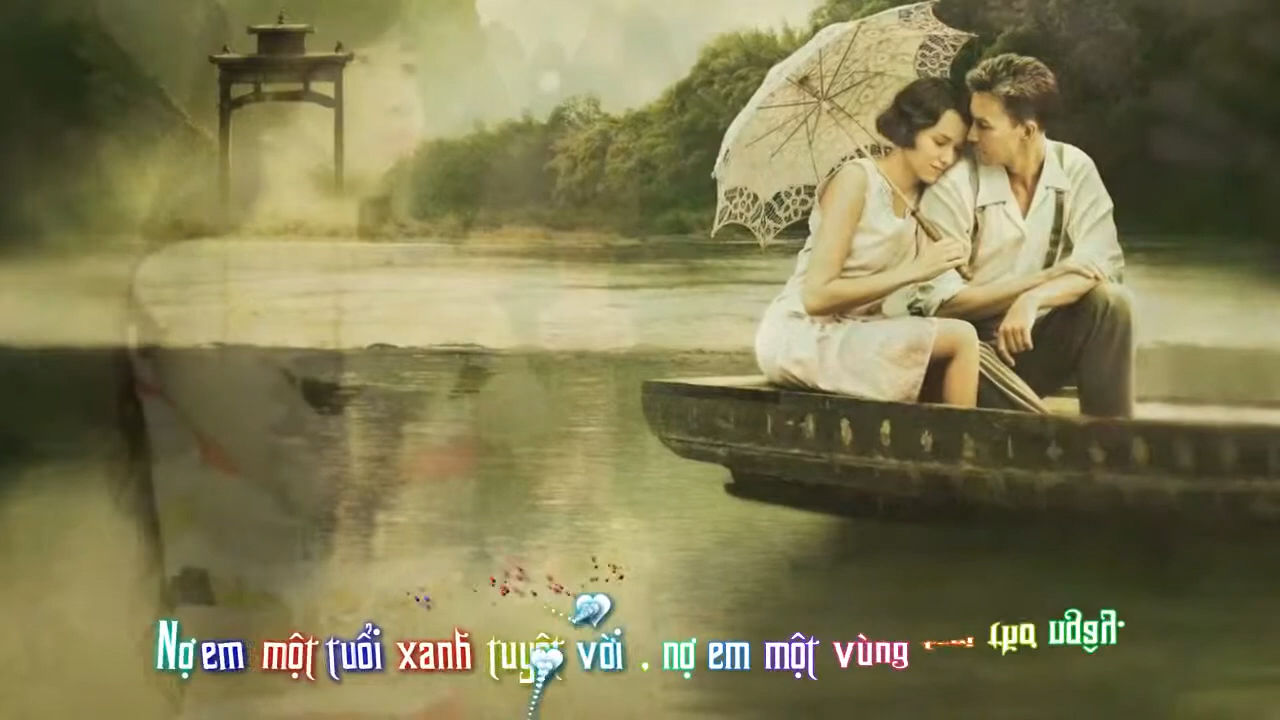 Nợ em một tuổi xanh tuyệt vời , nợ em một vùng